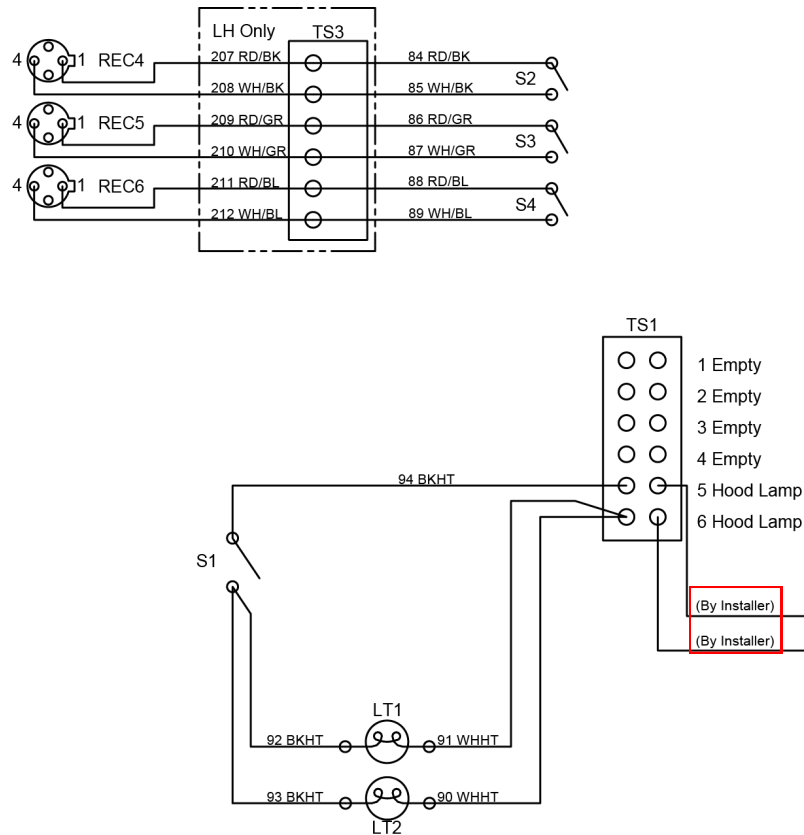 LH Only
TS3
4 1 REC4
207 RD/BK
84 RD/BK
S2
208 WH/BK
85 WH/BK
4 1 REC5
209 RD/GR
86 RD/GR
S3
210 WH/GR
87 WH/GR
4 1 REC6
211 RD/BL
88 RD/BL
S4
212 WH/BL
89 WH/BL
TS1
1 Empty
2 Empty
3 Empty
4 Empty
94 BKHT
5 Hood Lamp
6 Hood Lamp
S1
(By Installer)
(By Installer)
LT1
92 BKHT
91 WHHT
93 BKHT
90 WHHT
LT2